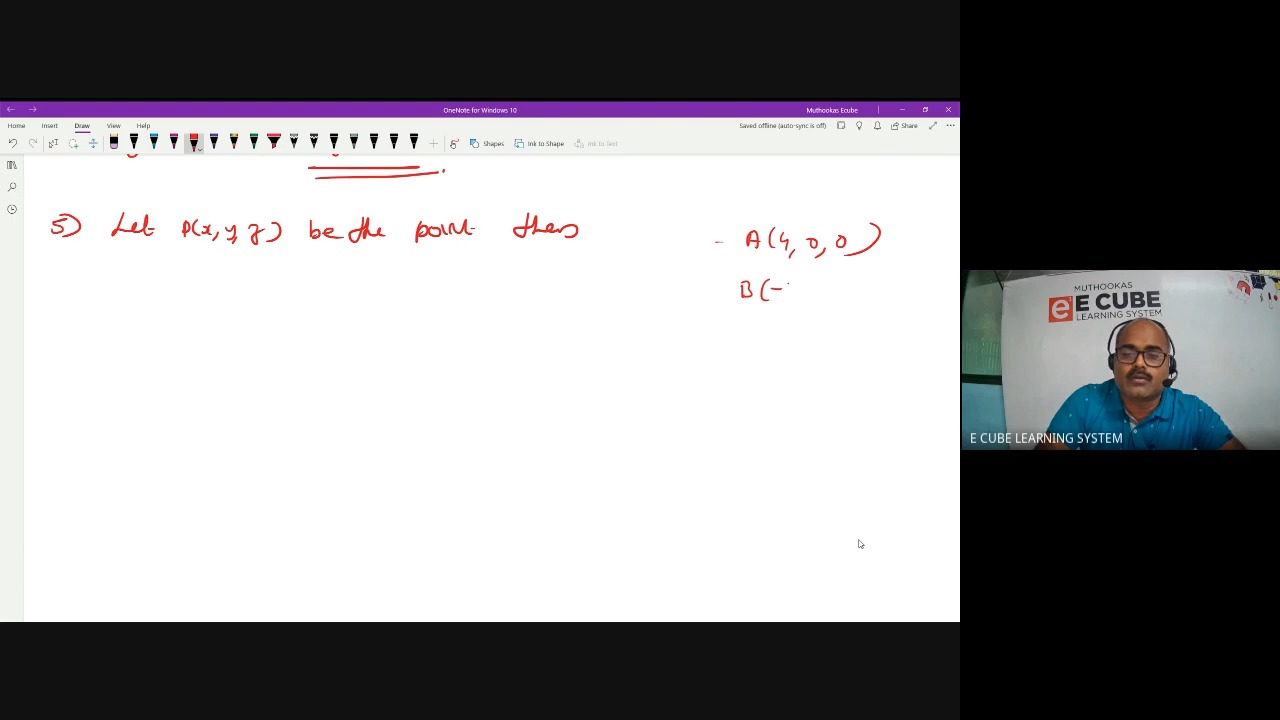 OneNote for Windows 10
Muthookas Ecube
Home Insert Draw View Help
Saved offline (auto-sync is off)
Share
Shapes
Ink to Shape
Ink to Text
5) Let P(x, y, z) be the point then
- A(4, 0, 0)
B(-
MUTHOOKAS
e E CUBE
LEARNING SYSTEM
E CUBE LEARNING SYSTEM